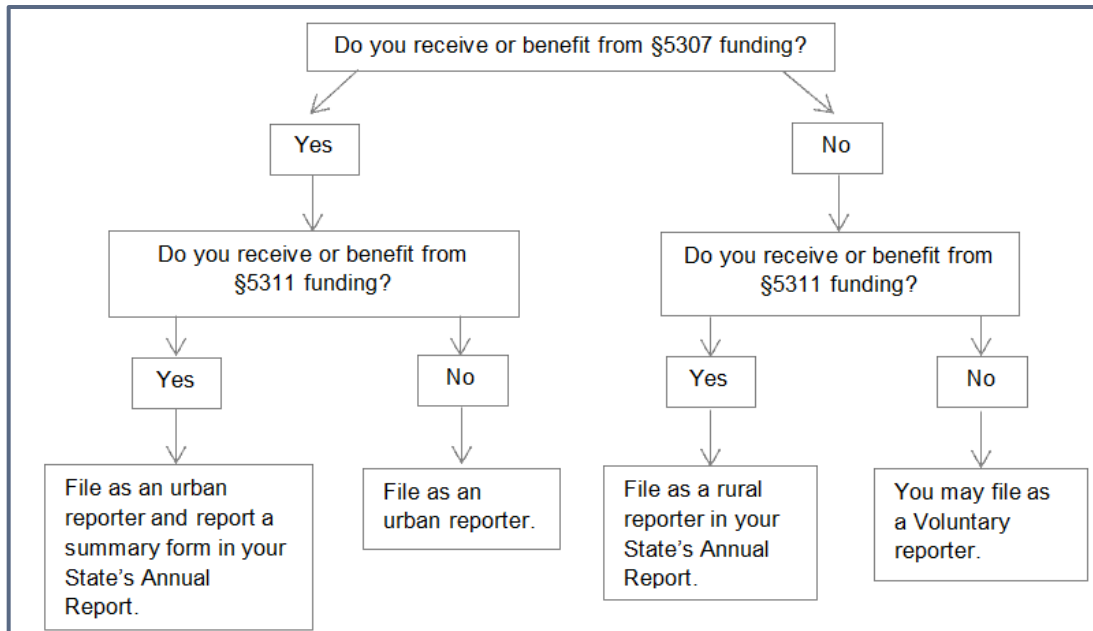 Do you receive or benefit from §5307 funding?
Yes
No
Do you receive or benefit from
§5311 funding?
Do you receive or benefit from
§5311 funding?
Yes
No
Yes
No
File as an urban
reporter and report a
summary form in your
State’s Annual
Report.
File as an
urban reporter.
File as a rural
reporter in your
State’s Annual
Report.
You may file as
a Voluntary
reporter.